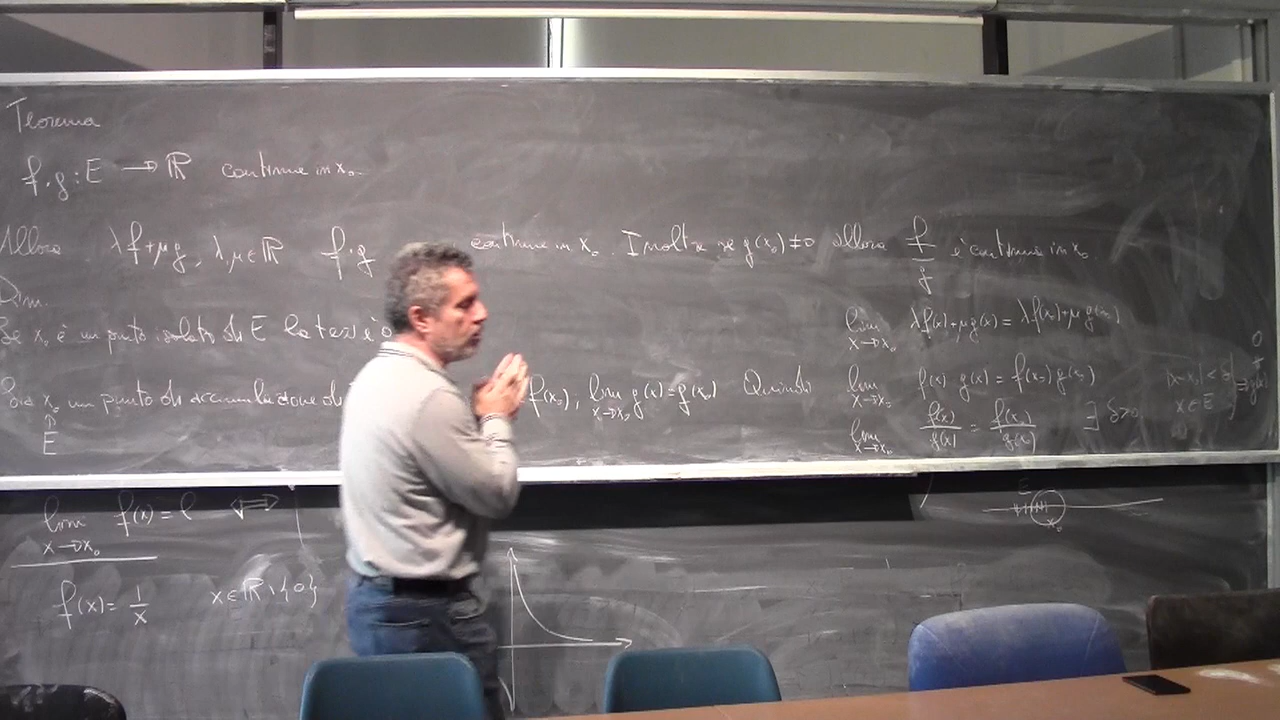 Teorema
f, g : E → ℝ continue in x₀.
Allora λf+μg, λ,μ∈ℝ f·g continue in x₀. Inoltre se g(x₀)≠0 allora f/g è continua in x₀.
Dim.
Se x₀ è un punto isolato di E la tesi è
lim x→x₀ λf(x)+μg(x) = λf(x₀)+μg(x₀)
Sia x₀ un punto di accumulazione di f(x₀), lim x→x₀ g(x)=g(x₀) Quindi lim x→x₀ f(x) g(x) = f(x₀) g(x₀)
E
lim x→x₀ f(x)/g(x) = f(x₀)/g(x₀) ∃ δ>0 |x-x₀|<δ x∈E ⇒ g(x) ≠ 0
lim x→x₀ f(x) = l ⇔
E
x₀
f(x) = 1/x x∈ℝ\{0}